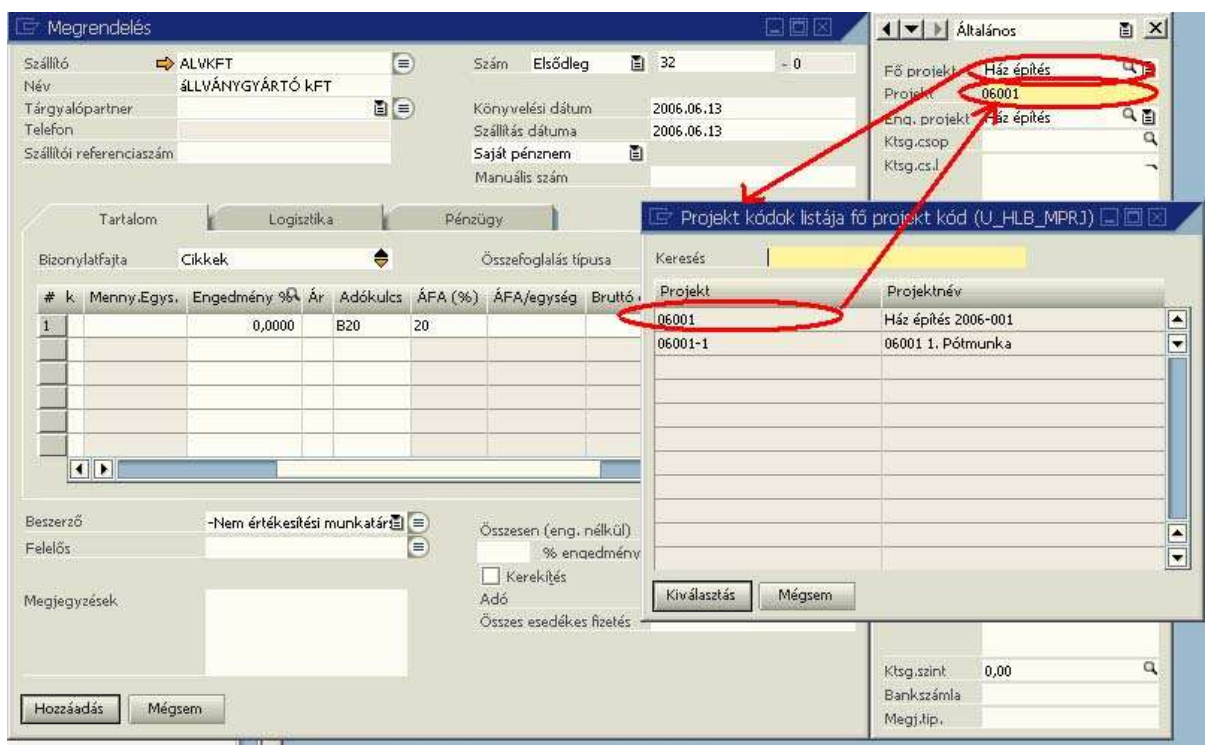 Megrendelés
Szállító ALVKFT
Név áLLVÁNYGYÁRTÓ kFT
Tárgyalópartner
Telefon
Szállítói referenciaszám
Szám Elsődleg 32 - 0
Könyvelési dátum 2006.06.13
Szállítás dátuma 2006.06.13
Saját pénznem
Manuális szám
Általános
Fő projekt Ház építés
Projekt 06001
Eng. projekt Ház építés
Ktsg.csop
Ktsg.cs.l
Tartalom Logisztika Pénzügy
Bizonylatfajta Cikkek Összefoglalás típusa
# k Menny.Egys. Engedmény % Ár Adókulcs ÁFA (%) ÁFA/egység Bruttó
1 0,0000 B20 20
Projekt kódok listája fő projekt kód (U_HLB_MPRJ)
Keresés
Projekt Projektnév
06001 Ház építés 2006-001
06001-1 06001 1. Pótmunka
Kiválasztás Mégsem
Beszerző -Nem értékesítési munkatárs
Felelős
Megjegyzések
Összesen (eng. nélkül)
% engedmény
Kerekítés
Adó
Összes esedékes fizetés
Hozzáadás Mégsem
Ktsg.szint 0,00
Bankszámla
Megj.tip.